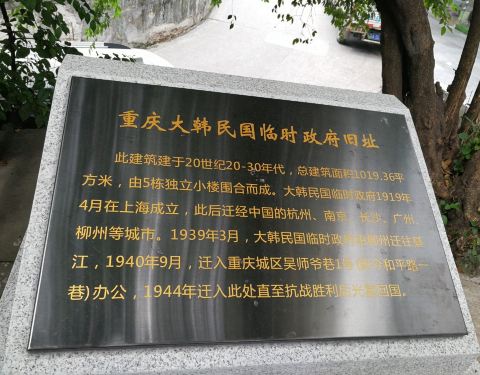 重庆大韩民国临时政府旧址
此建筑建于20世纪20-30年代，总建筑面积1019.36平
方米，由5栋独立小楼围合而成。大韩民国临时政府1919年
4月在上海成立，此后迁经中国的杭州、南京、长沙、广州、
柳州等城市。1939年3月，大韩民国临时政府由柳州迁往綦
江，1940年9月，迁入重庆城区吴师爷巷1号(现今和平路一
巷)办公，1944年迁入此处直至抗战胜利后光复回国。